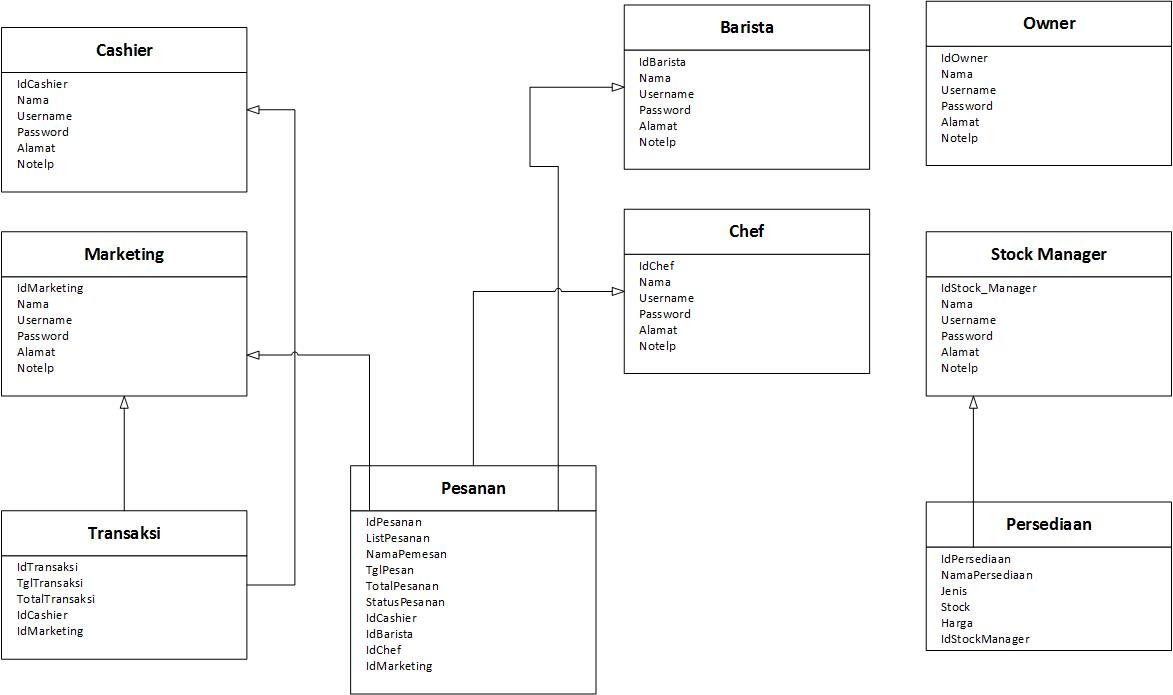 Cashier
IdCashier
Nama
Username
Password
Alamat
Notelp
Barista
IdBarista
Nama
Username
Password
Alamat
Notelp
Owner
IdOwner
Nama
Username
Password
Alamat
Notelp
Marketing
IdMarketing
Nama
Username
Password
Alamat
Notelp
Chef
IdChef
Nama
Username
Password
Alamat
Notelp
Stock Manager
IdStock_Manager
Nama
Username
Password
Alamat
Notelp
Transaksi
IdTransaksi
TglTransaksi
TotalTransaksi
IdCashier
IdMarketing
Pesanan
IdPesanan
ListPesanan
NamaPemesan
TglPesan
TotalPesanan
StatusPesanan
IdCashier
IdBarista
IdChef
IdMarketing
Persediaan
IdPersediaan
NamaPersediaan
Jenis
Stock
Harga
IdStockManager